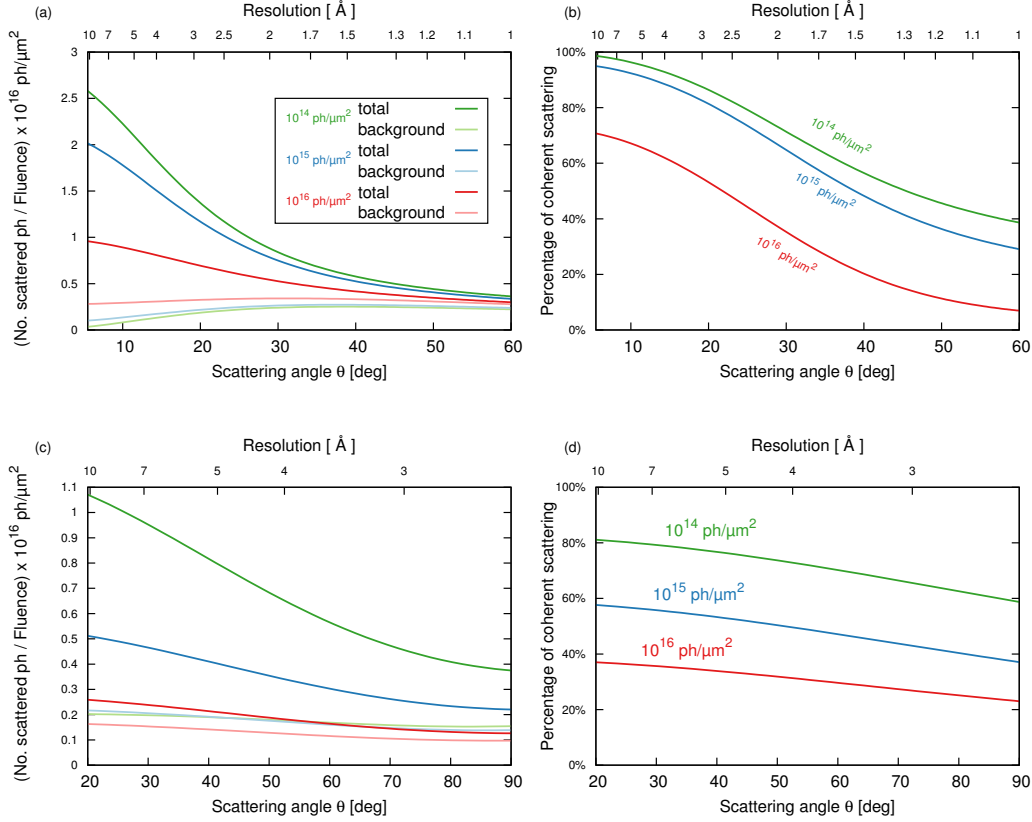 (a)
Resolution [ Å ]
10 7 5 4 3 2.5 2 1.7 1.5 1.3 1.2 1.1 1
(No. scattered ph / Fluence) x 10^16 ph/μm^2
3
2.5
2
1.5
1
0.5
0
10^14 ph/μm^2 total
background
10^15 ph/μm^2 total
background
10^16 ph/μm^2 total
background
10 20 30 40 50 60
Scattering angle θ [deg]
(b)
Resolution [ Å ]
10 7 5 4 3 2.5 2 1.7 1.5 1.3 1.2 1.1 1
Percentage of coherent scattering
100%
80%
60%
40%
20%
0%
10^14 ph/μm^2
10^15 ph/μm^2
10^16 ph/μm^2
10 20 30 40 50 60
Scattering angle θ [deg]
(c)
Resolution [ Å ]
10 7 5 4 3
(No. scattered ph / Fluence) x 10^16 ph/μm^2
1.1
1
0.9
0.8
0.7
0.6
0.5
0.4
0.3
0.2
0.1
0
20 30 40 50 60 70 80 90
Scattering angle θ [deg]
(d)
Resolution [ Å ]
10 7 5 4 3
Percentage of coherent scattering
100%
80%
60%
40%
20%
0%
10^14 ph/μm^2
10^15 ph/μm^2
10^16 ph/μm^2
20 30 40 50 60 70 80 90
Scattering angle θ [deg]